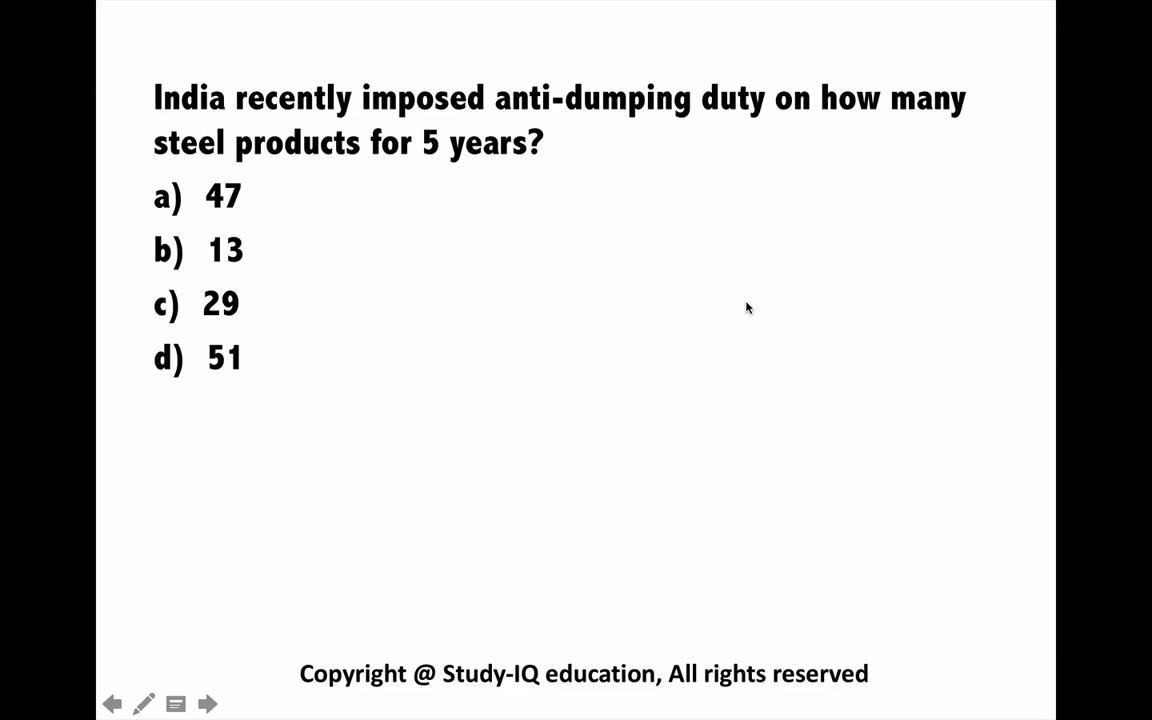 India recently imposed anti-dumping duty on how many
steel products for 5 years?
a) 47
b) 13
c) 29
d) 51
Copyright @ Study-IQ education, All rights reserved